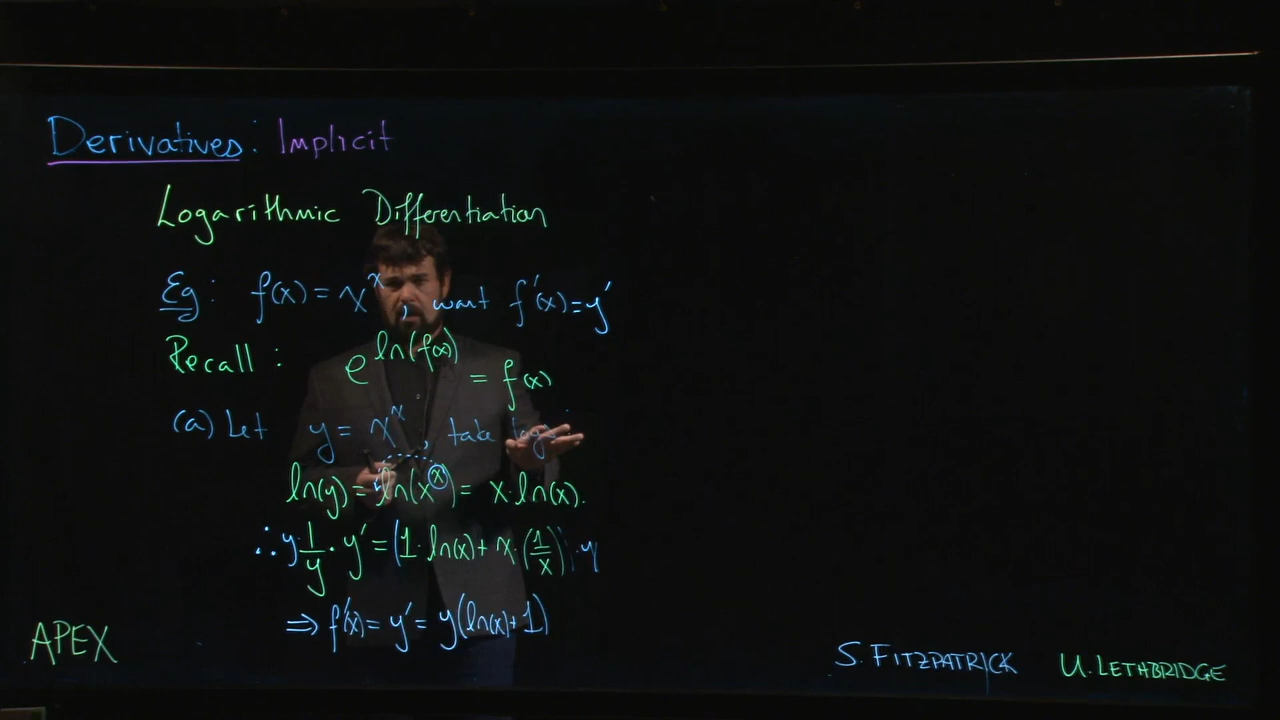 Derivatives: Implicit
Logarithmic Differentiation
Eg: f(x) = x^x, want f'(x) = y'
Recall: e^ln(f(x)) = f(x)
(a) Let y = x^x, take
ln(y) = ln(x^x) = x·ln(x).
∴ y·1/y·y' = (1·ln(x) + x·(1/x))·y
⇒ f'(x) = y' = y(ln(x)+1)
APEX
S. FITZPATRICK U. LETHBRIDGE